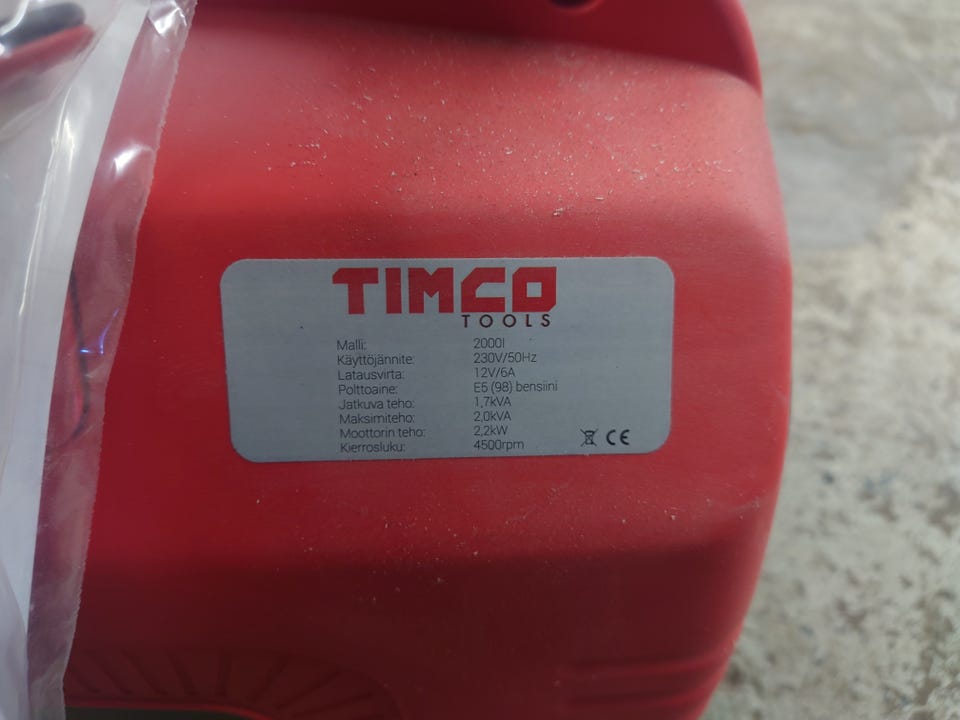 TIMCO
TOOLS
Malli: 2000I
Käyttöjännite: 230V/50Hz
Latausvirta: 12V/6A
Polttoaine: E5 (98) bensiini
Jatkuva teho: 1,7kVA
Maksimiteho: 2,0kVA
Moottorin teho: 2,2kW
Kierrosluku: 4500rpm
CE